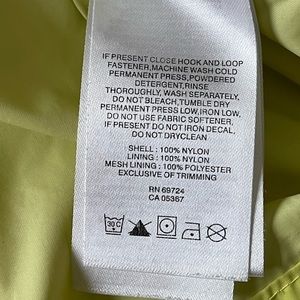 IF PRESENT CLOSE HOOK AND LOOP
FASTENER,MACHINE WASH COLD
PERMANENT PRESS,POWDERED
DETERGENT,RINSE
THOROUGHLY,WASH SEPARATELY,
DO NOT BLEACH,TUMBLE DRY
PERMANENT PRESS LOW,IRON LOW,
DO NOT USE FABRIC SOFTENER,
IF PRESENT DO NOT IRON DECAL,
DO NOT DRYCLEAN
SHELL : 100% NYLON
LINING : 100% NYLON
MESH LINING : 100% POLYESTER
EXCLUSIVE OF TRIMMING
RN 69724
CA 05367
30 C